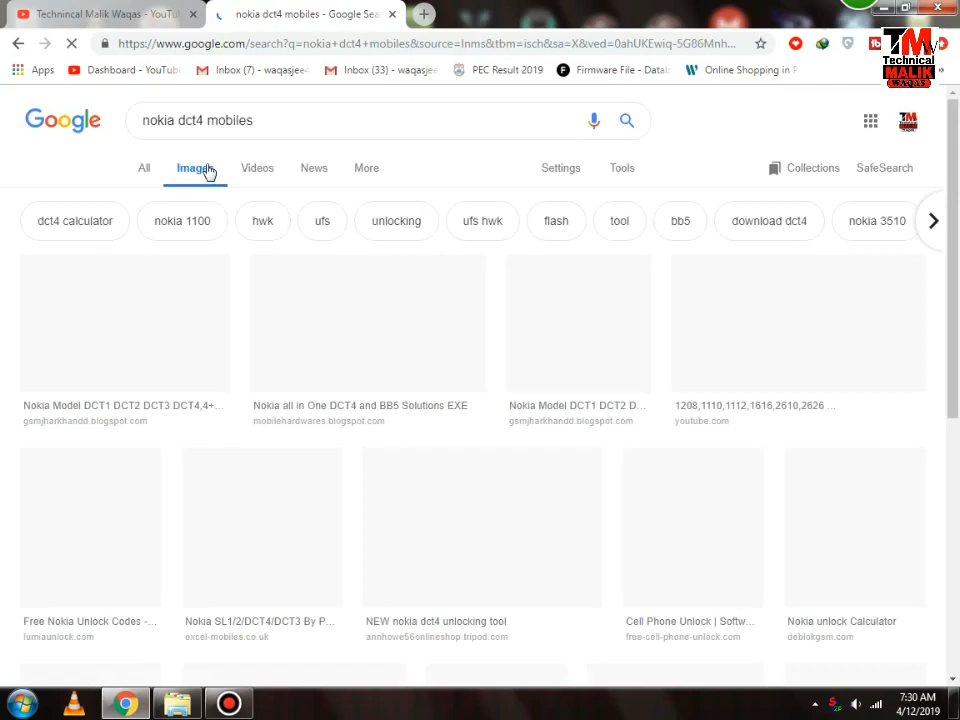 Techninical Malik Waqas - YouTu
nokia dct4 mobiles - Google Sea
https://www.google.com/search?q=nokia+dct4+mobiles&source=lnms&tbm=isch&sa=X&ved=0ahUKEwiq-5G86Mnh...
Apps
Dashboard - YouTube
Inbox (7) - waqasjee
Inbox (33) - waqasjee
PEC Result 2019
Firmware File - Datab
Online Shopping in P
TM
Technical
MALIK
WAQAS
Google
nokia dct4 mobiles
All
Images
Videos
News
More
Settings
Tools
Collections
SafeSearch
dct4 calculator
nokia 1100
hwk
ufs
unlocking
ufs hwk
flash
tool
bb5
download dct4
nokia 3510
Nokia Model DCT1 DCT2 DCT3 DCT4,4+...
gsmjharkhandd.blogspot.com
Nokia all in One DCT4 and BB5 Solutions EXE
mobilehardwares.blogspot.com
Nokia Model DCT1 DCT2 D...
gsmjharkhandd.blogspot.com
1208,1110,1112,1616,2610,2626 ...
youtube.com
Free Nokia Unlock Codes -...
lumiaunlock.com
Nokia SL1/2/DCT4/DCT3 By P...
excel-mobiles.co.uk
NEW nokia dct4 unlocking tool
annhowe56onlineshop.tripod.com
Cell Phone Unlock | Softw...
free-cell-phone-unlock.com
Nokia unlock Calculator
deblokgsm.com
7:30 AM
4/12/2019